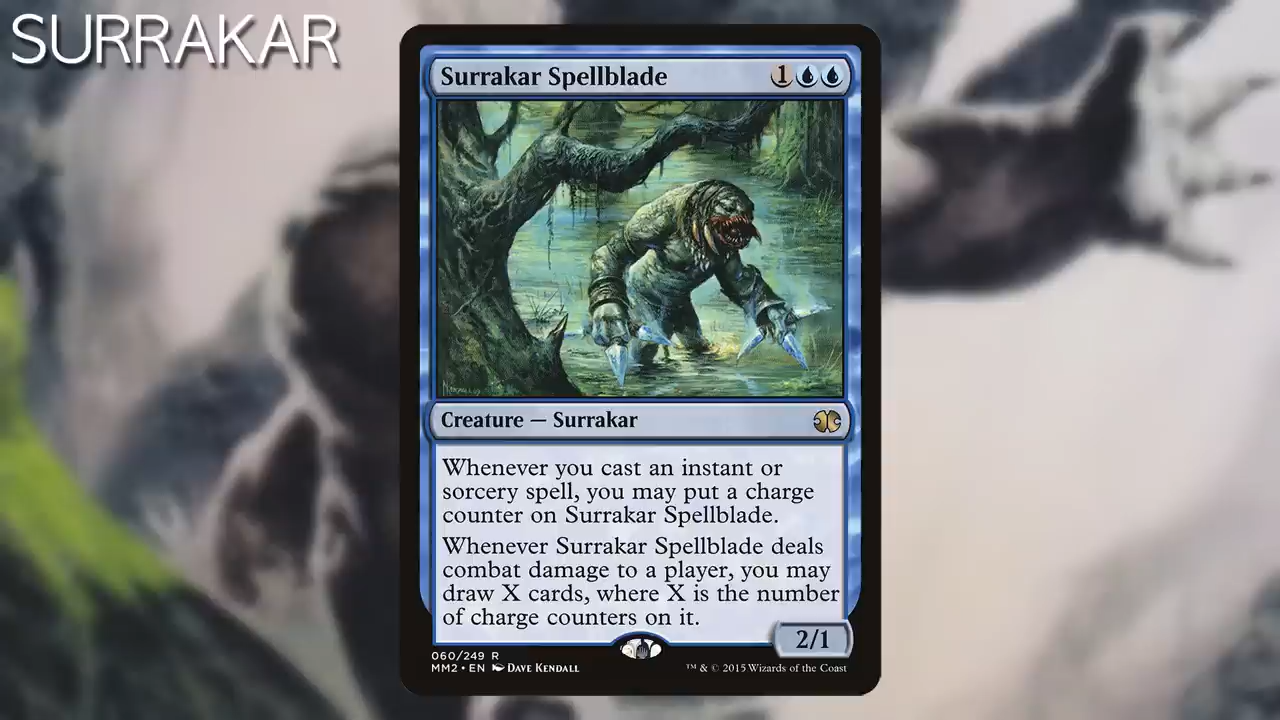 SURRAKAR
Surrakar Spellblade 1
Creature — Surrakar
Whenever you cast an instant or
sorcery spell, you may put a charge
counter on Surrakar Spellblade.
Whenever Surrakar Spellblade deals
combat damage to a player, you may
draw X cards, where X is the number
of charge counters on it.
2/1
060/249 R
MM2 • EN DAVE KENDALL
™ & © 2015 Wizards of the Coast